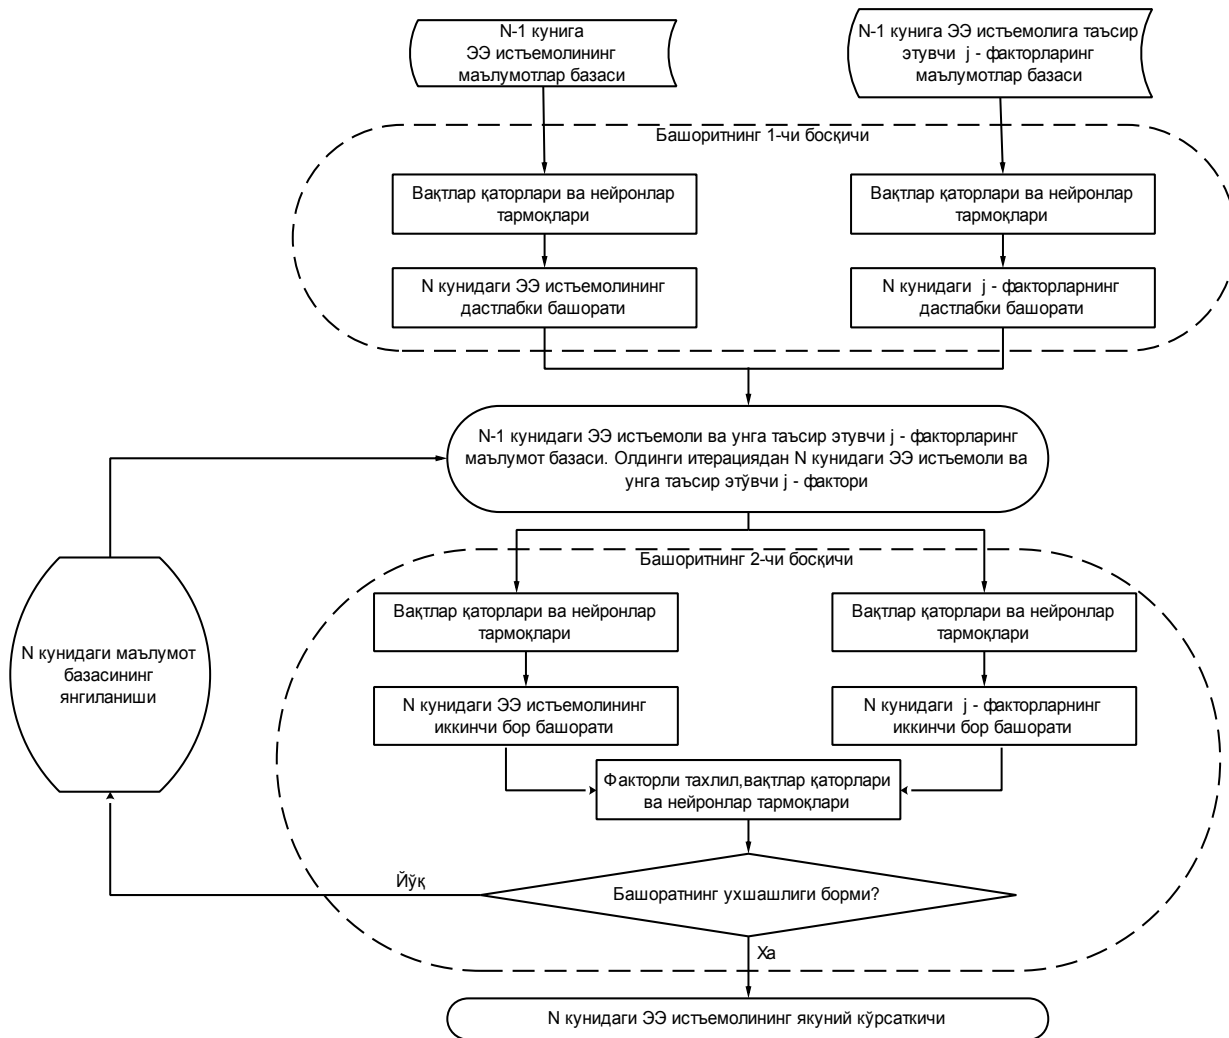 N-1 кунига
ЭЭ истъемолининг
маълумотлар базаси
N-1 кунига ЭЭ истъемолига таъсир
этувчи j - факторларинг
маълумотлар базаси
Башоритнинг 1-чи босқичи
Вақтлар қаторлари ва нейронлар
тармоқлари
Вақтлар қаторлари ва нейронлар
тармоқлари
N кунидаги ЭЭ истъемолининг
дастлабки башорати
N кунидаги j - факторларнинг
дастлабки башорати
N-1 кунидаги ЭЭ истъемоли ва унга таъсир этувчи j - факторларинг
маълумот базаси. Олдинги итерациядан N кунидаги ЭЭ истъемоли ва
унга таъсир этўвчи j - фактори
Башоритнинг 2-чи босқичи
Вақтлар қаторлари ва нейронлар
тармоқлари
Вақтлар қаторлари ва нейронлар
тармоқлари
N кунидаги маълумот
базасининг
янгиланиши
N кунидаги ЭЭ истъемолининг
иккинчи бор башорати
N кунидаги j - факторларнинг
иккинчи бор башорати
Факторли тахлил,вақтлар қаторлари
ва нейронлар тармоқлари
Йўқ
Башоратнинг ухшашлиги борми?
Ха
N кунидаги ЭЭ истъемолининг якуний кўрсаткичи